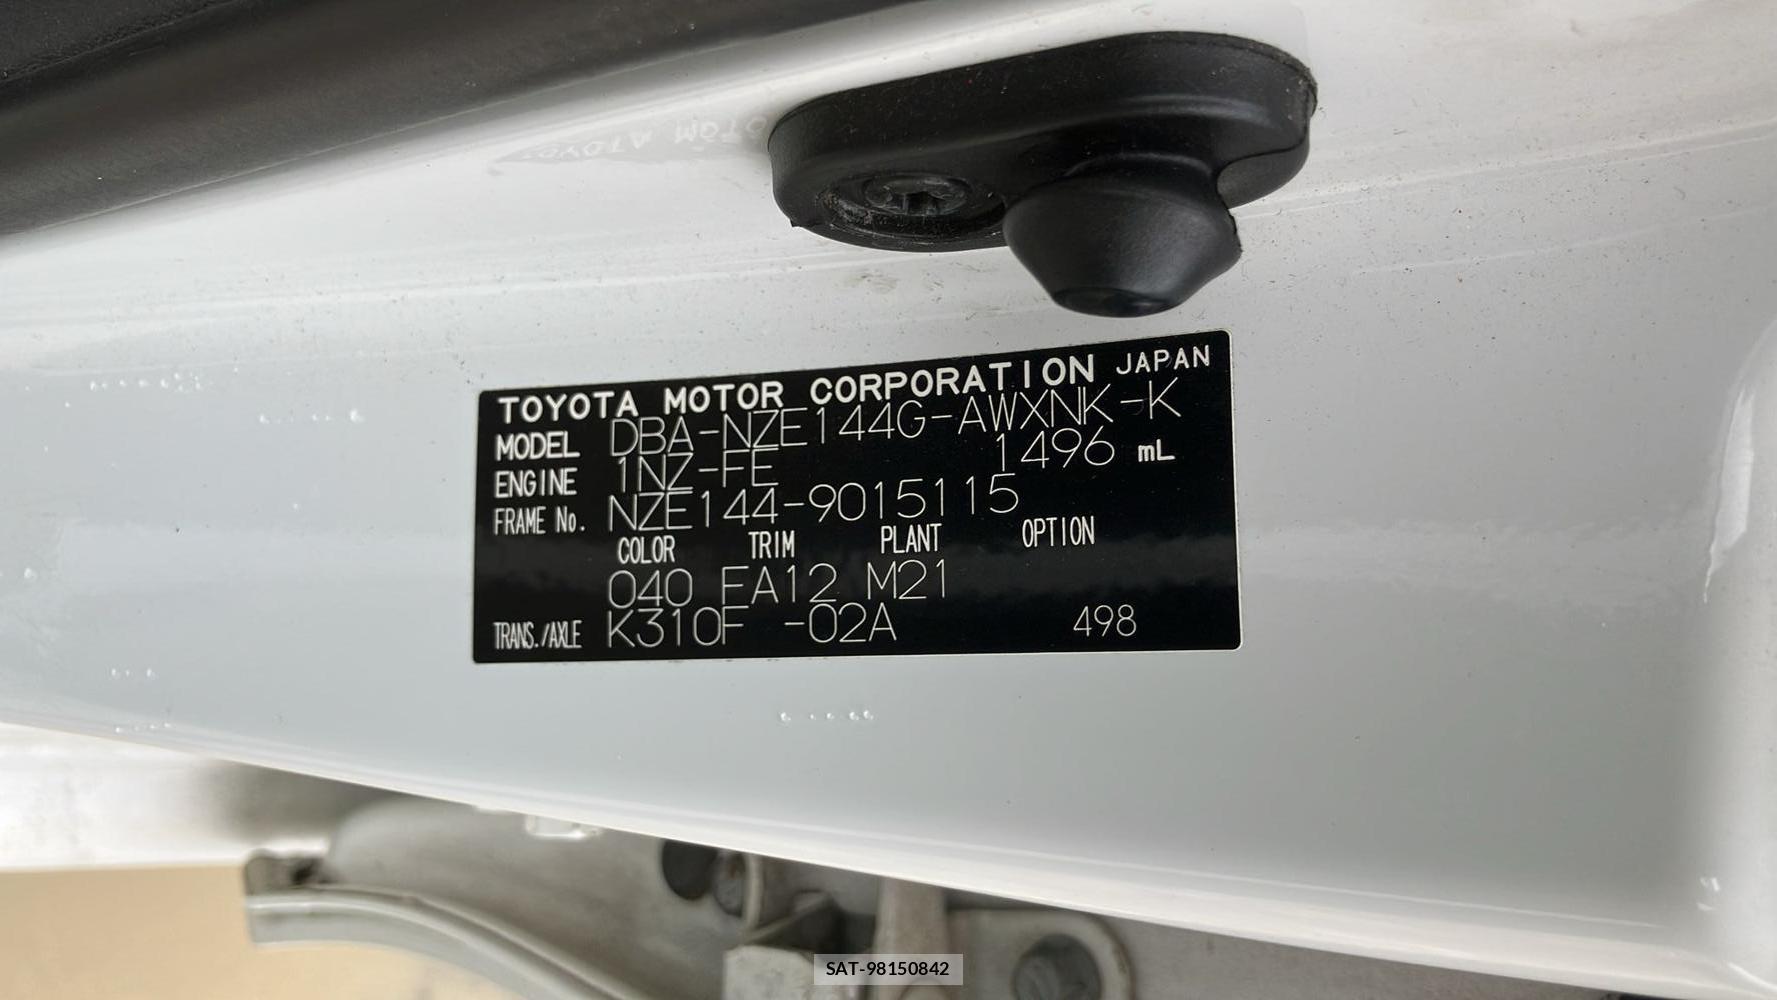 TOYOTA MOTOR CORPORATION JAPAN
MODEL DBA-NZE144G-AWXNK-K
ENGINE 1NZ-FE 1496 mL
FRAME No. NZE144-9015115
COLOR TRIM PLANT OPTION
040 FA12 M21
TRANS./AXLE K310F -02A 498
SAT-98150842